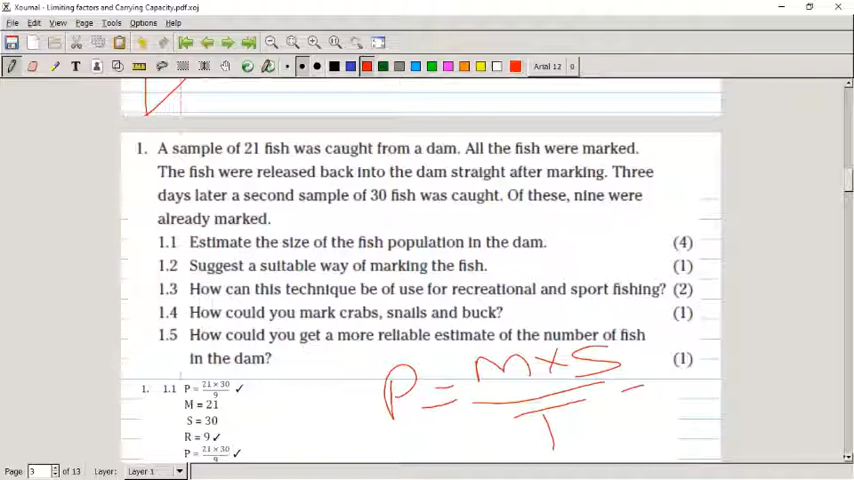 Xournal - Limiting factors and Carrying Capacity.pdf.xoj
File Edit View Page Tools Options Help
Arial 12
1. A sample of 21 fish was caught from a dam. All the fish were marked.
The fish were released back into the dam straight after marking. Three
days later a second sample of 30 fish was caught. Of these, nine were
already marked.
1.1 Estimate the size of the fish population in the dam. (4)
1.2 Suggest a suitable way of marking the fish. (1)
1.3 How can this technique be of use for recreational and sport fishing? (2)
1.4 How could you mark crabs, snails and buck? (1)
1.5 How could you get a more reliable estimate of the number of fish
in the dam? (1)
P = M × S / T =
1. 1.1 P = 21 × 30 / 9 ✓
M = 21
S = 30
R = 9 ✓
P = 21 × 30 / 9 ✓
Page 3 of 13 Layer: Layer 1